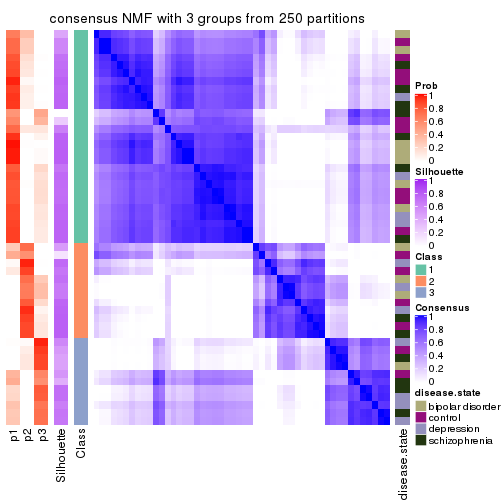 consensus NMF with 3 groups from 250 partitions
Prob
1
0.8
0.6
0.4
0.2
0
Silhouette
1
0.8
0.6
0.4
0.2
0
Class
1
2
3
Consensus
1
0.8
0.6
0.4
0.2
0
disease.state
bipolar disorder
control
depression
schizophrenia
p1
p2
p3
Silhouette
Class
disease.state